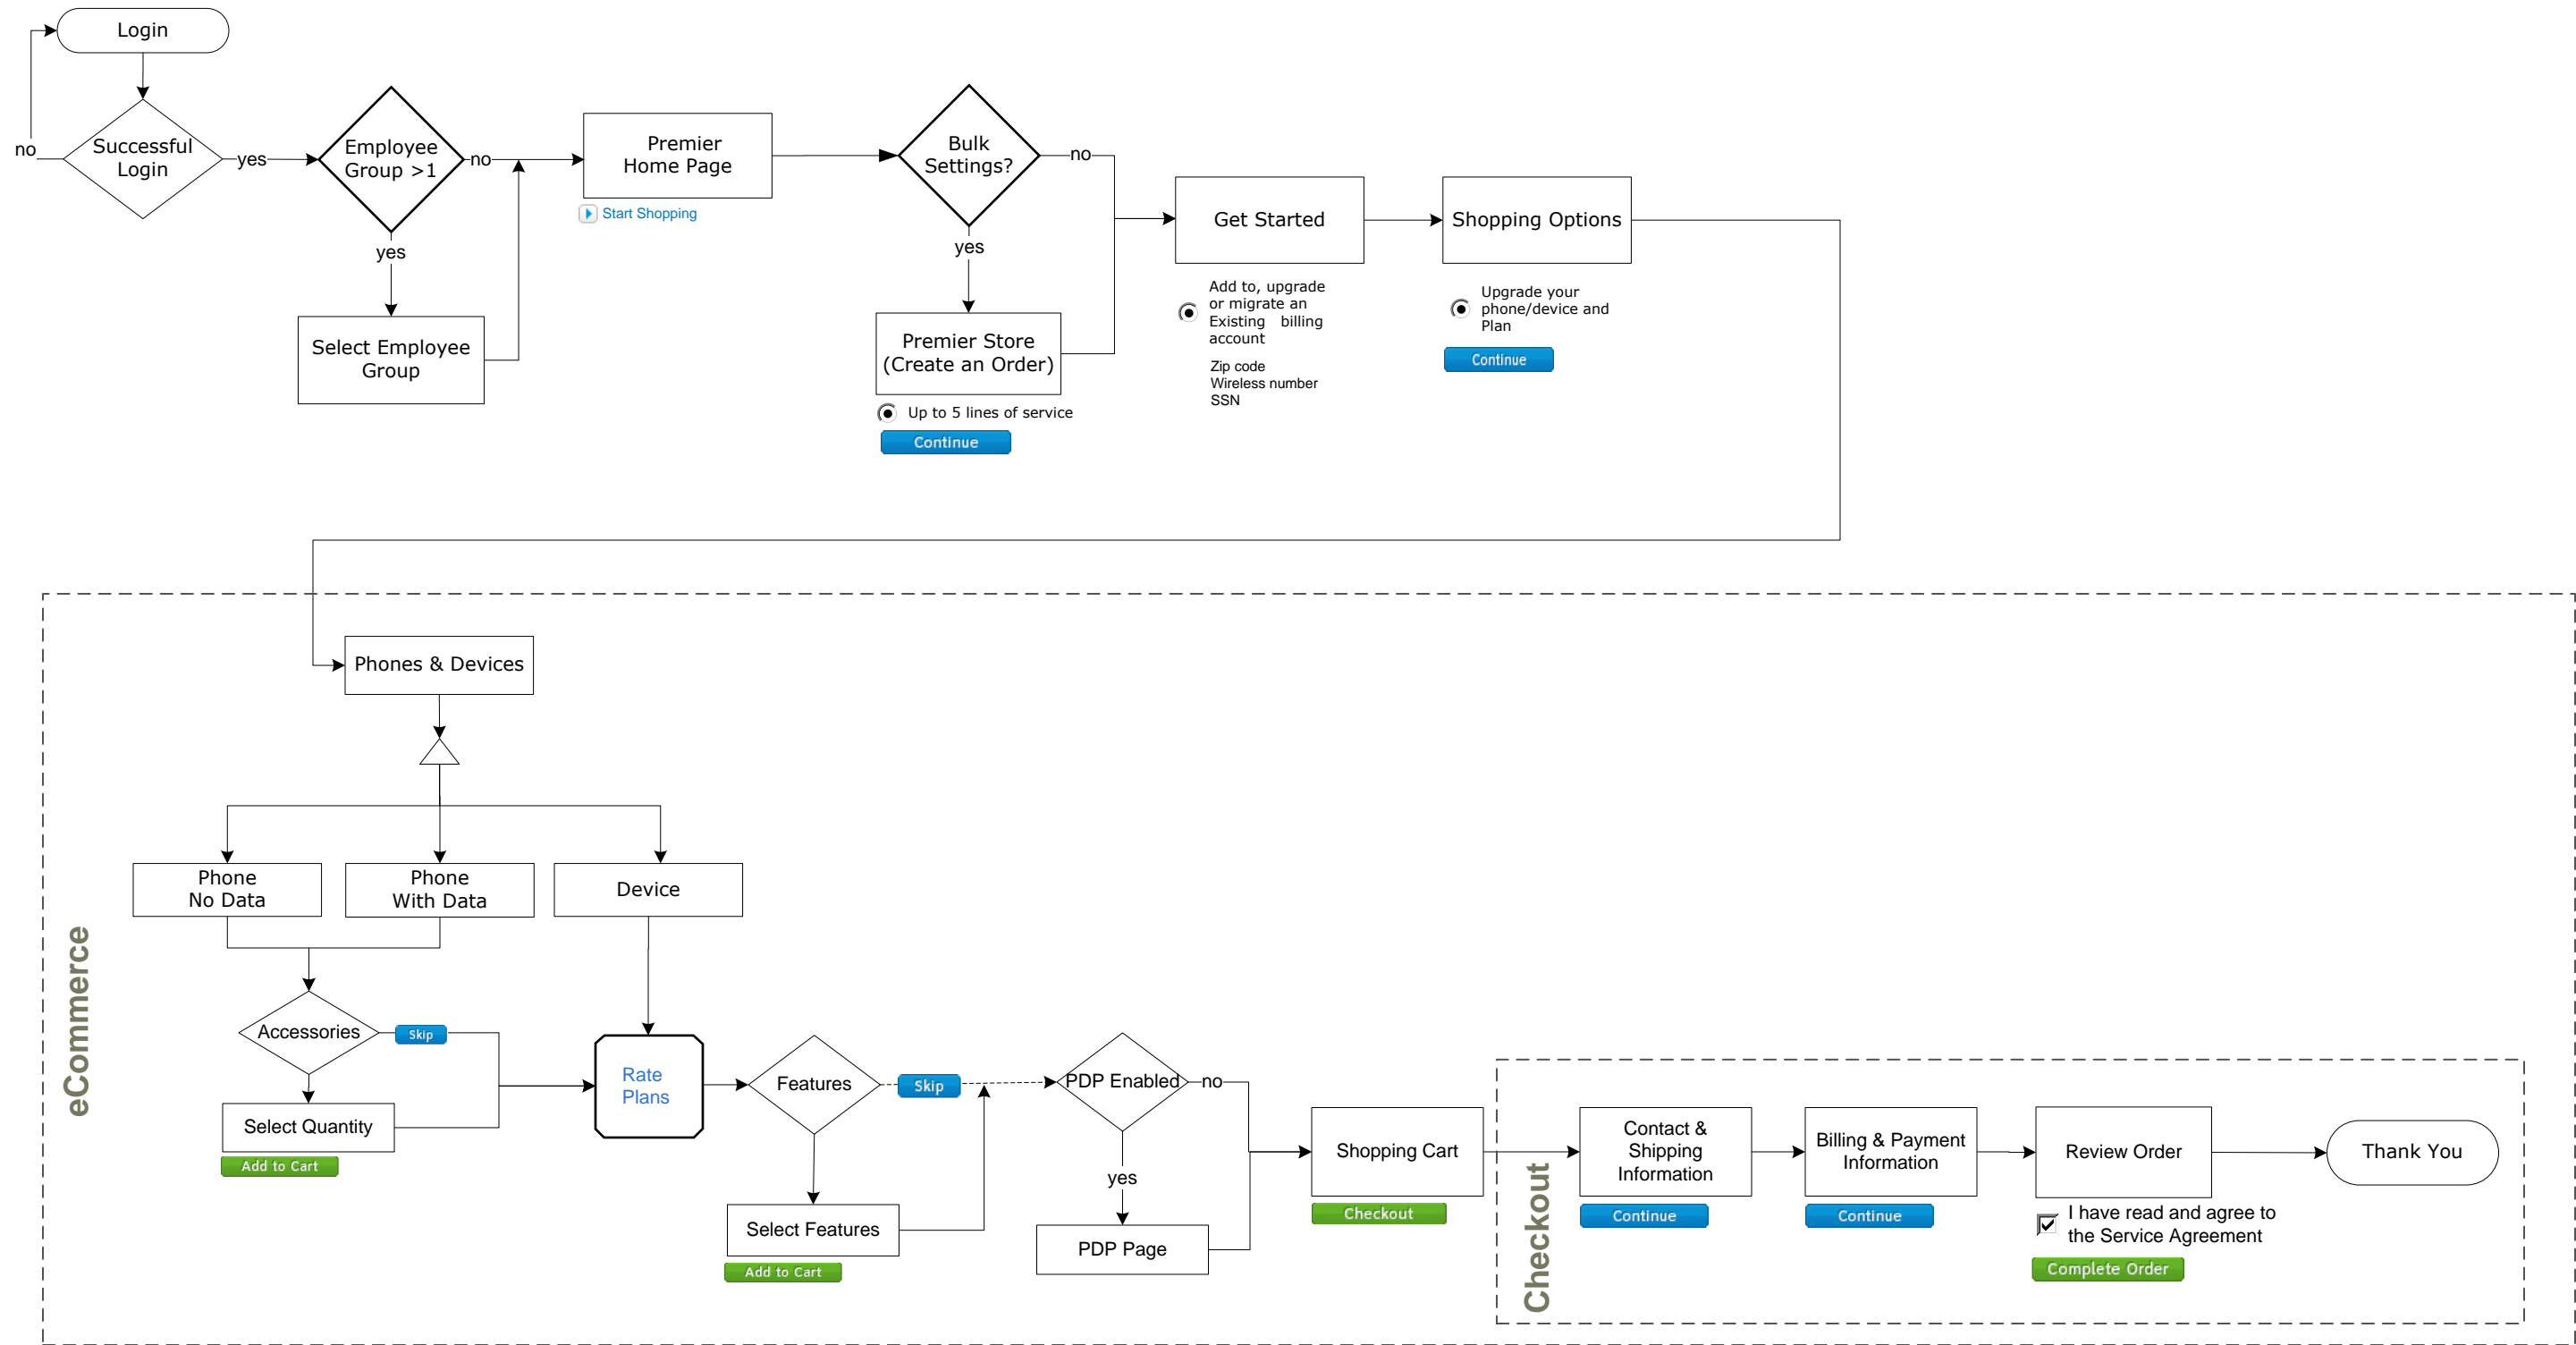 Login
Successful
Login
no
yes
Employee
Group >1
no
yes
Select Employee
Group
Premier
Home Page
Start Shopping
Bulk
Settings?
no
yes
Premier Store
(Create an Order)
Up to 5 lines of service
Continue
Get Started
Add to, upgrade
or migrate an
Existing billing
account
Zip code
Wireless number
SSN
Shopping Options
Upgrade your
phone/device and
Plan
Continue
eCommerce
Phones & Devices
Phone
No Data
Phone
With Data
Device
Accessories
Skip
Select Quantity
Add to Cart
Rate
Plans
Features
Skip
Select Features
Add to Cart
PDP Enabled
no
yes
PDP Page
Shopping Cart
Checkout
Checkout
Contact &
Shipping
Information
Continue
Billing & Payment
Information
Continue
Review Order
I have read and agree to
the Service Agreement
Complete Order
Thank You